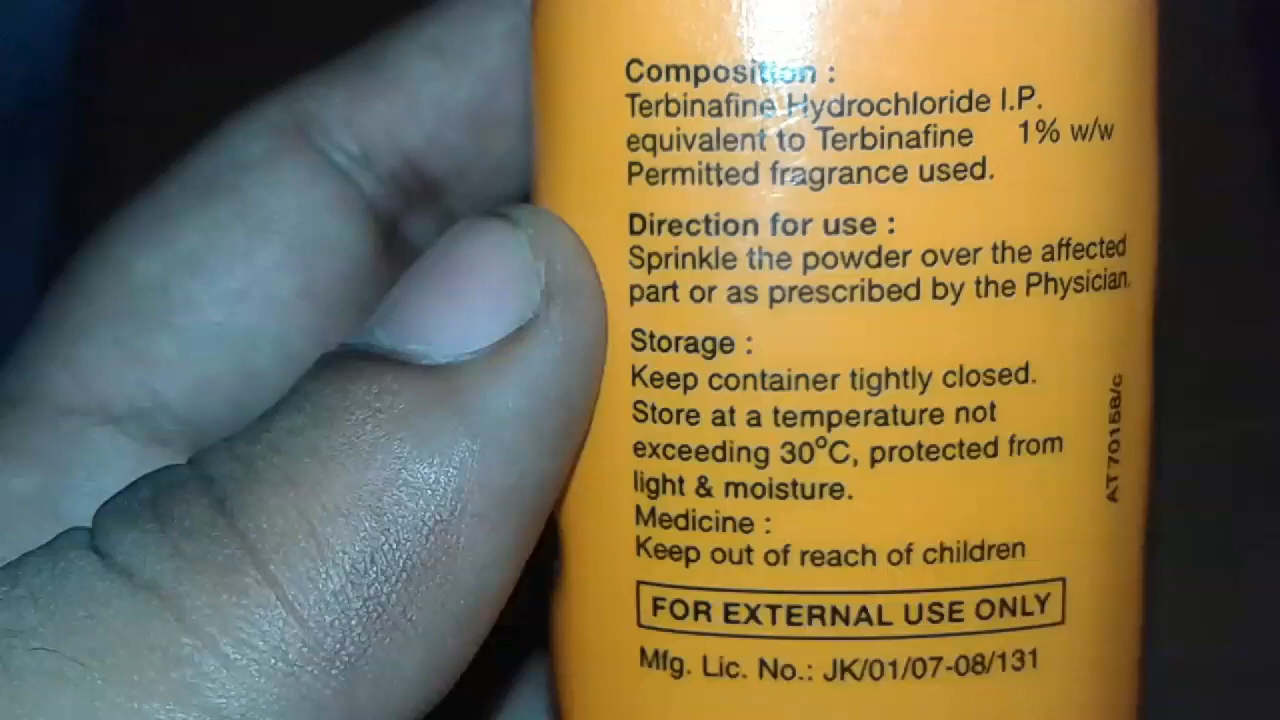 Composition :
Terbinafine Hydrochloride I.P.
equivalent to Terbinafine 1% w/w
Permitted fragrance used.
Direction for use :
Sprinkle the powder over the affected
part or as prescribed by the Physician.
Storage :
Keep container tightly closed.
Store at a temperature not
exceeding 30°C, protected from
light & moisture.
Medicine :
Keep out of reach of children
FOR EXTERNAL USE ONLY
Mfg. Lic. No.: JK/01/07-08/131
AT70158/c